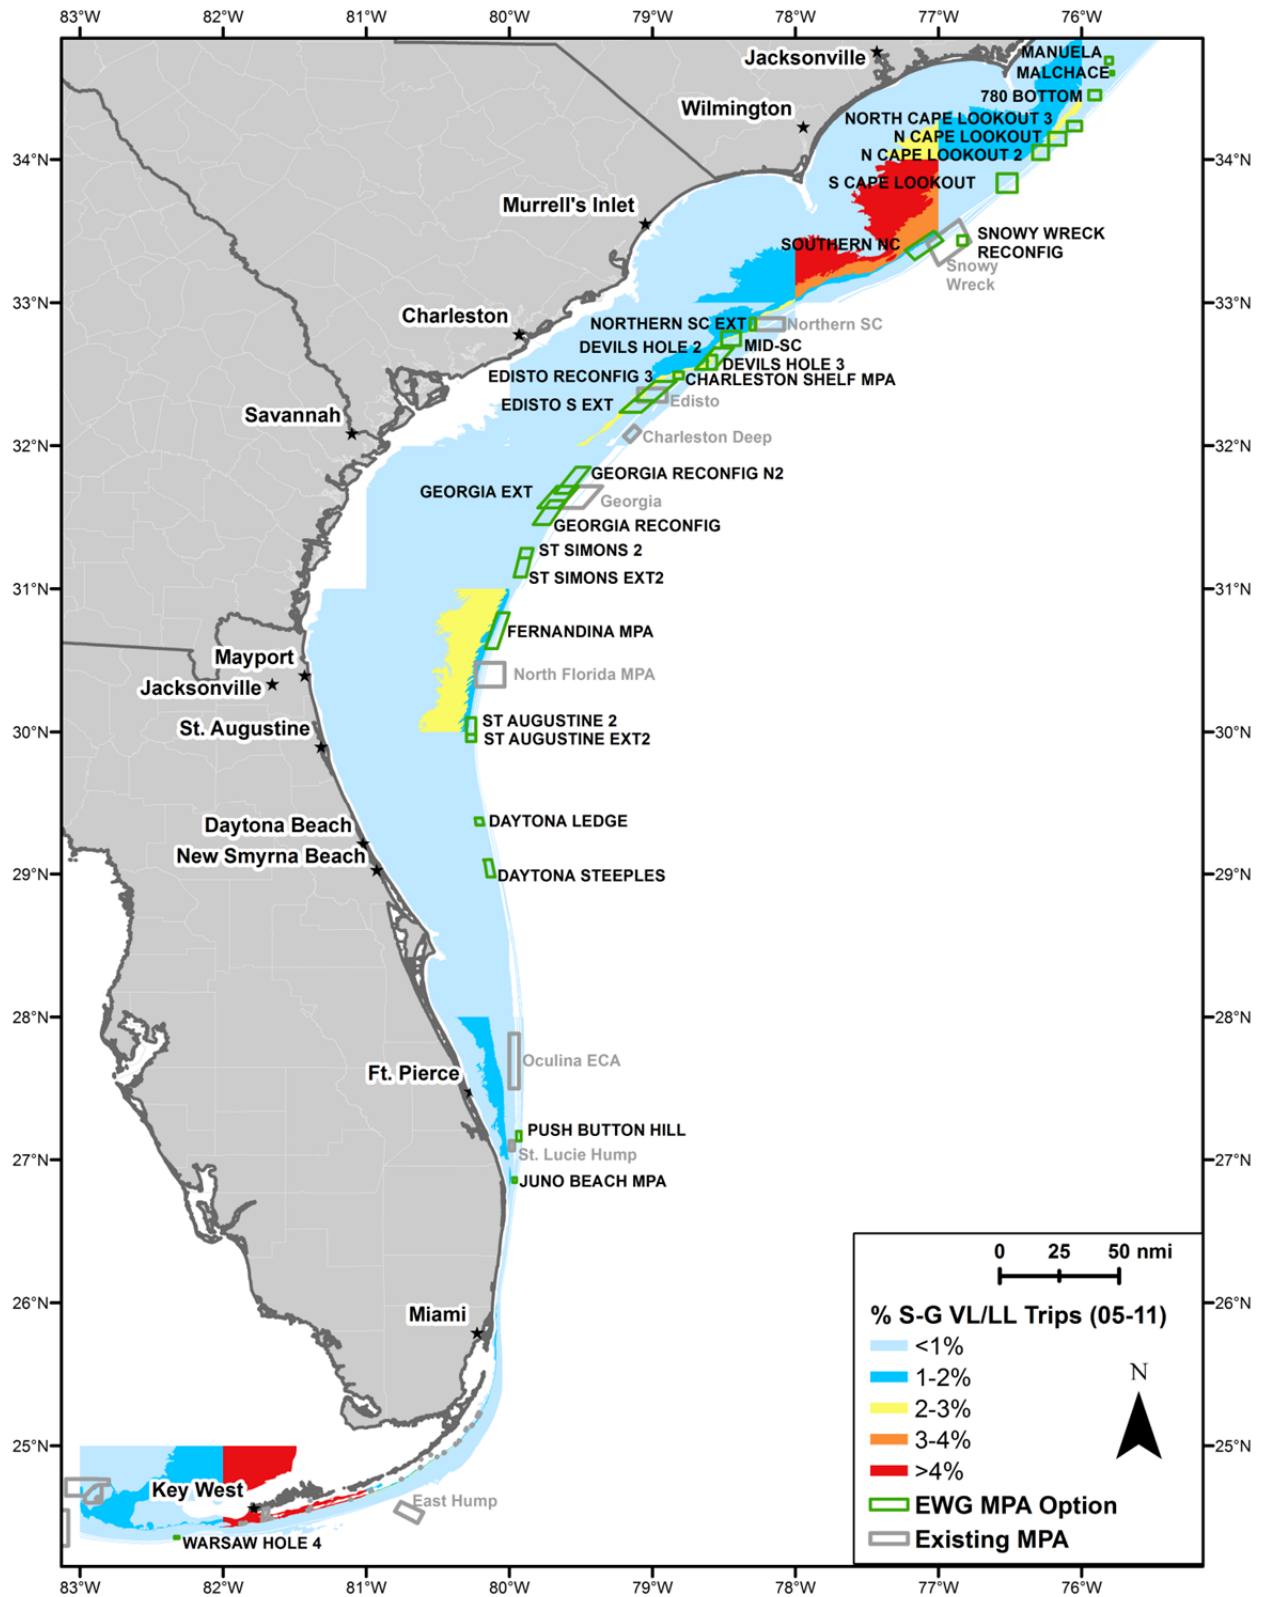 83°W 82°W 81°W 80°W 79°W 78°W 77°W 76°W
Jacksonville
MANUELA
MALCHACE
780 BOTTOM
Wilmington
NORTH CAPE LOOKOUT 3
N CAPE LOOKOUT
N CAPE LOOKOUT 2
34°N 34°N
S CAPE LOOKOUT
Murrell's Inlet
SNOWY WRECK
RECONFIG
SOUTHERN NC
Snowy
Wreck
33°N 33°N
Charleston
NORTHERN SC EXT
Northern SC
DEVILS HOLE 2
MID-SC
DEVILS HOLE 3
EDISTO RECONFIG 3
CHARLESTON SHELF MPA
EDISTO S EXT
Edisto
Savannah
Charleston Deep
32°N 32°N
GEORGIA RECONFIG N2
GEORGIA EXT
Georgia
GEORGIA RECONFIG
ST SIMONS 2
ST SIMONS EXT2
31°N 31°N
FERNANDINA MPA
Mayport
North Florida MPA
Jacksonville
ST AUGUSTINE 2
St. Augustine
30°N 30°N
ST AUGUSTINE EXT2
Daytona Beach
DAYTONA LEDGE
New Smyrna Beach
29°N 29°N
DAYTONA STEEPLES
28°N 28°N
Oculina ECA
Ft. Pierce
PUSH BUTTON HILL
St. Lucie Hump
27°N 27°N
JUNO BEACH MPA
0 25 50 nmi
26°N 26°N
Miami
% S-G VL/LL Trips (05-11)
<1%
1-2%
2-3%
3-4%
>4%
EWG MPA Option
Existing MPA
N
25°N 25°N
Key West
East Hump
WARSAW HOLE 4
83°W 82°W 81°W 80°W 79°W 78°W 77°W 76°W